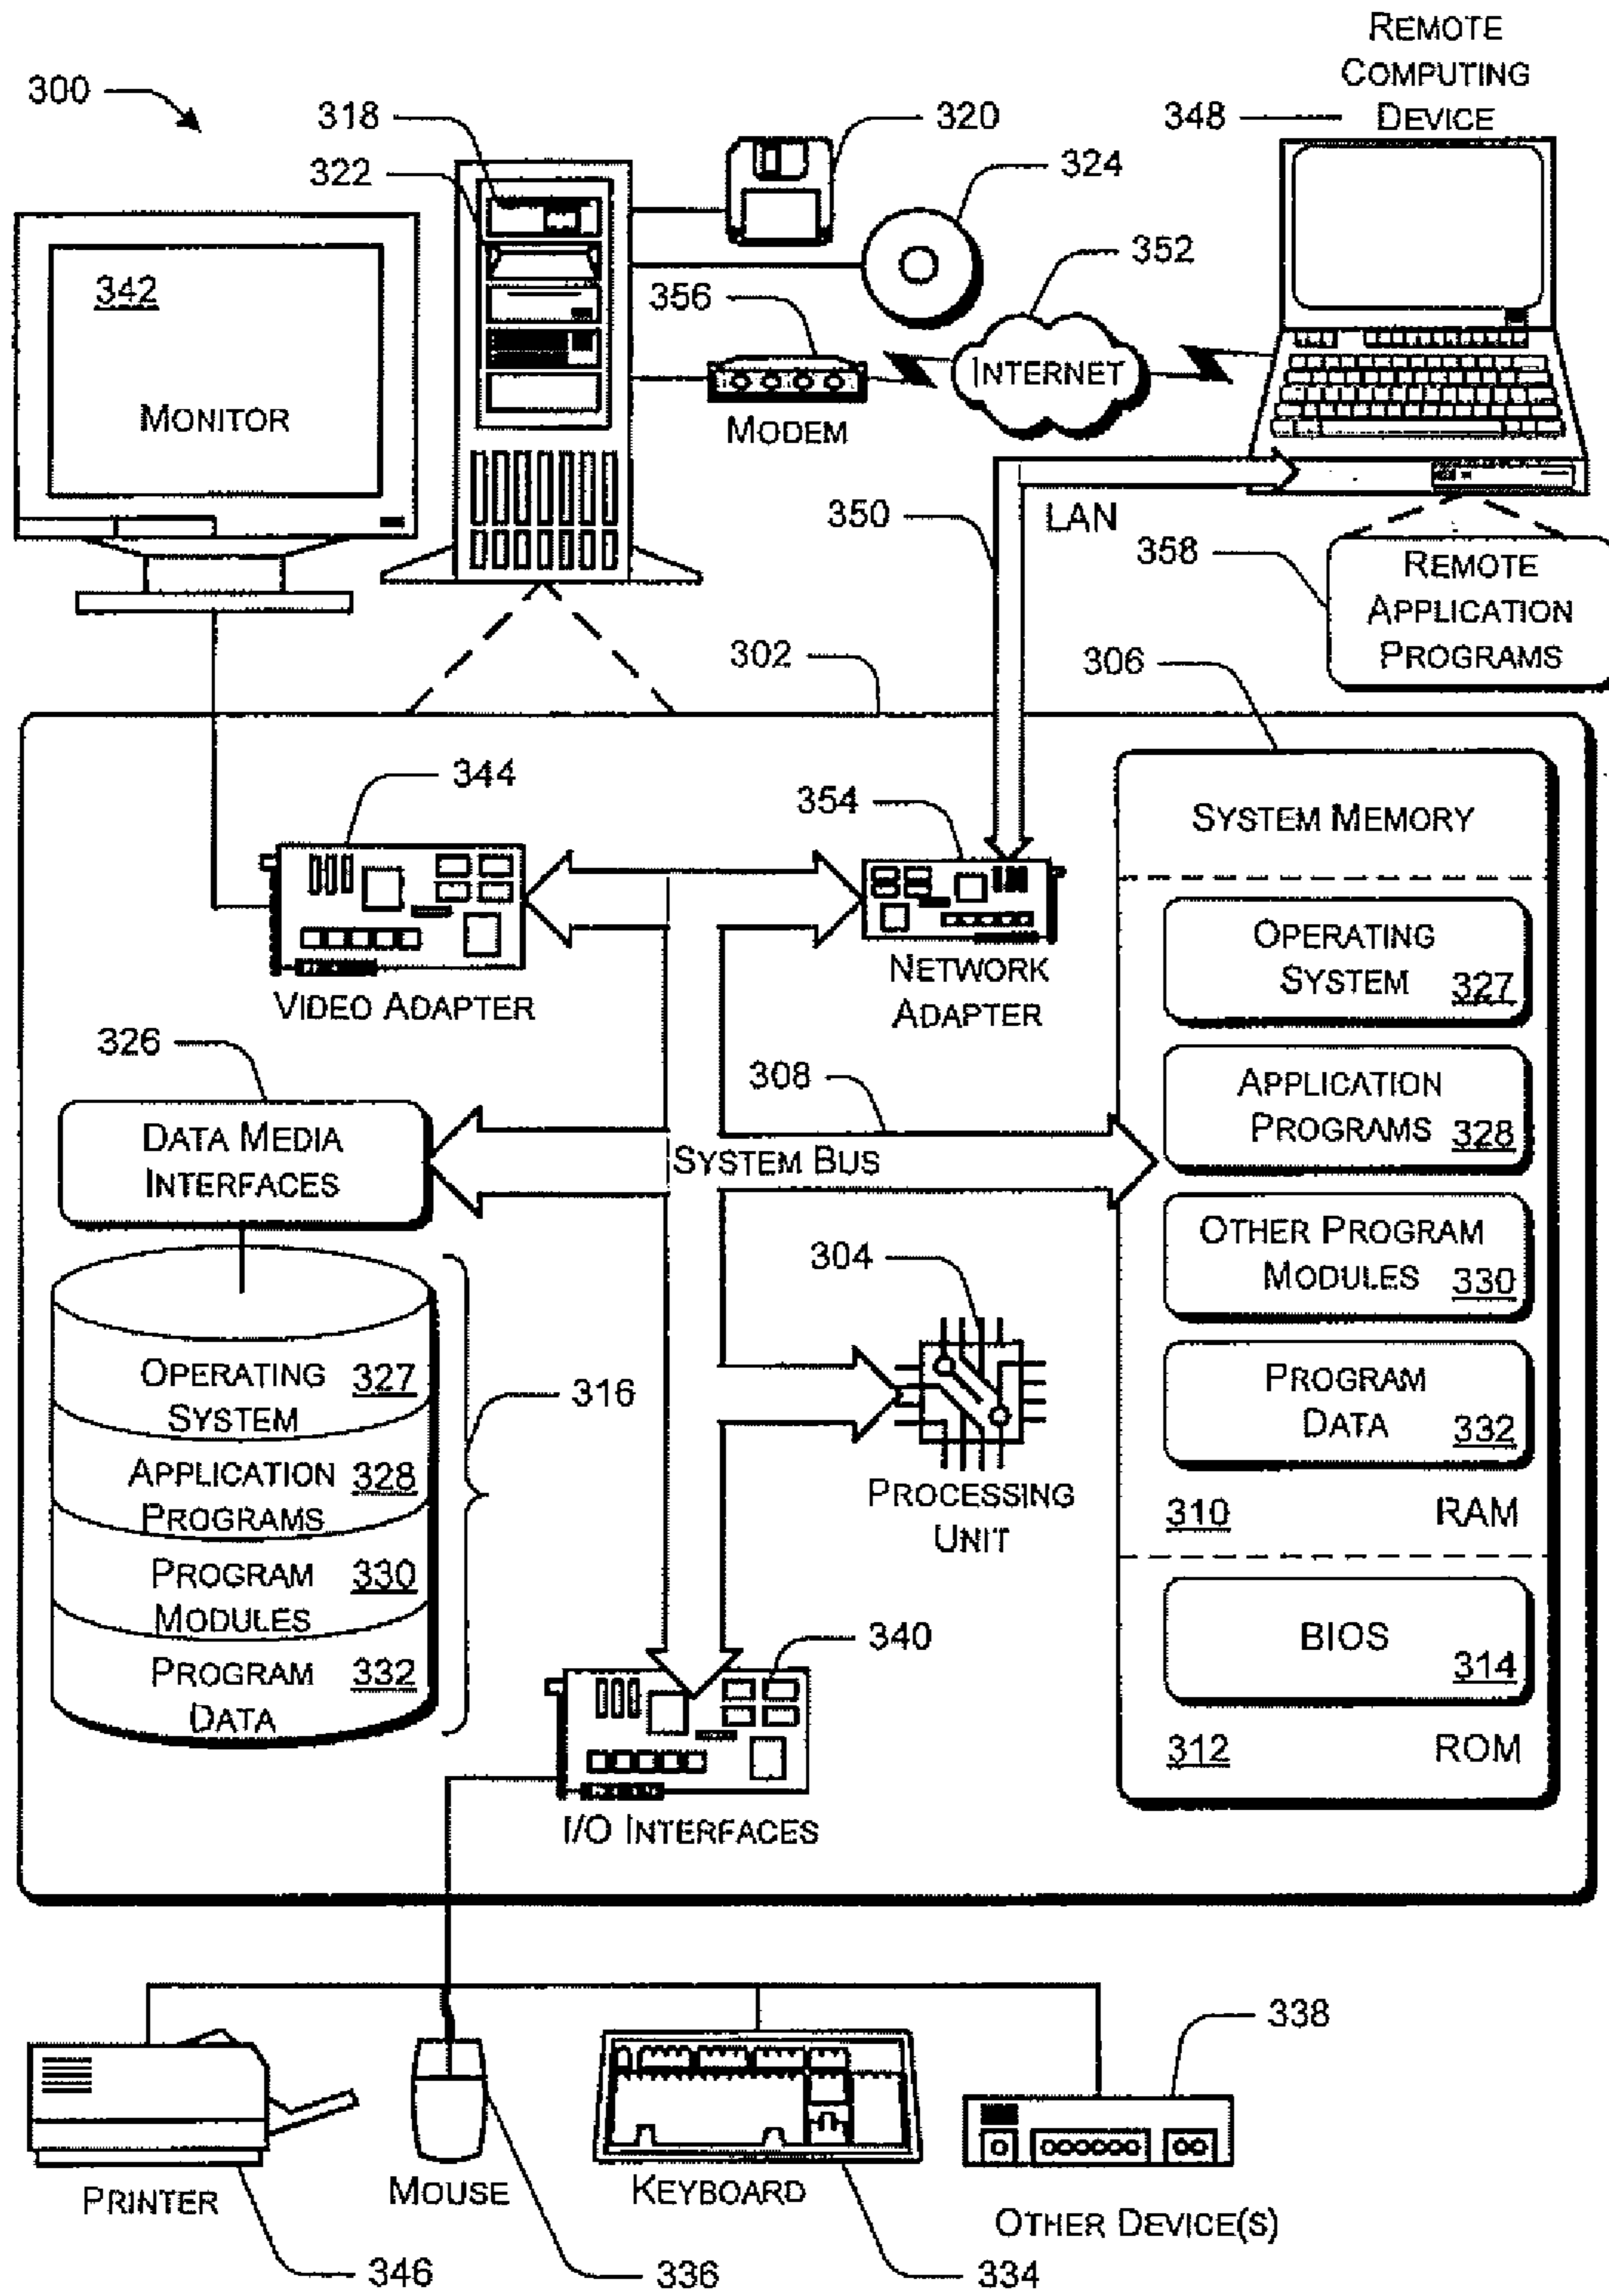 REMOTE
COMPUTING
DEVICE
300
318
320
348
322
324
352
342
356
INTERNET
MONITOR
MODEM
350
LAN
358
REMOTE
APPLICATION
PROGRAMS
302
306
344
354
SYSTEM MEMORY
OPERATING
SYSTEM 327
VIDEO ADAPTER
NETWORK
ADAPTER
326
308
APPLICATION
PROGRAMS 328
DATA MEDIA
INTERFACES
SYSTEM BUS
OTHER PROGRAM
MODULES 330
304
OPERATING 327
SYSTEM
316
PROGRAM
DATA 332
APPLICATION 328
PROGRAMS
PROCESSING
UNIT
310 RAM
PROGRAM 330
MODULES
BIOS
314
340
PROGRAM 332
DATA
312 ROM
I/O INTERFACES
338
PRINTER
MOUSE
KEYBOARD
OTHER DEVICE(S)
346
336
334